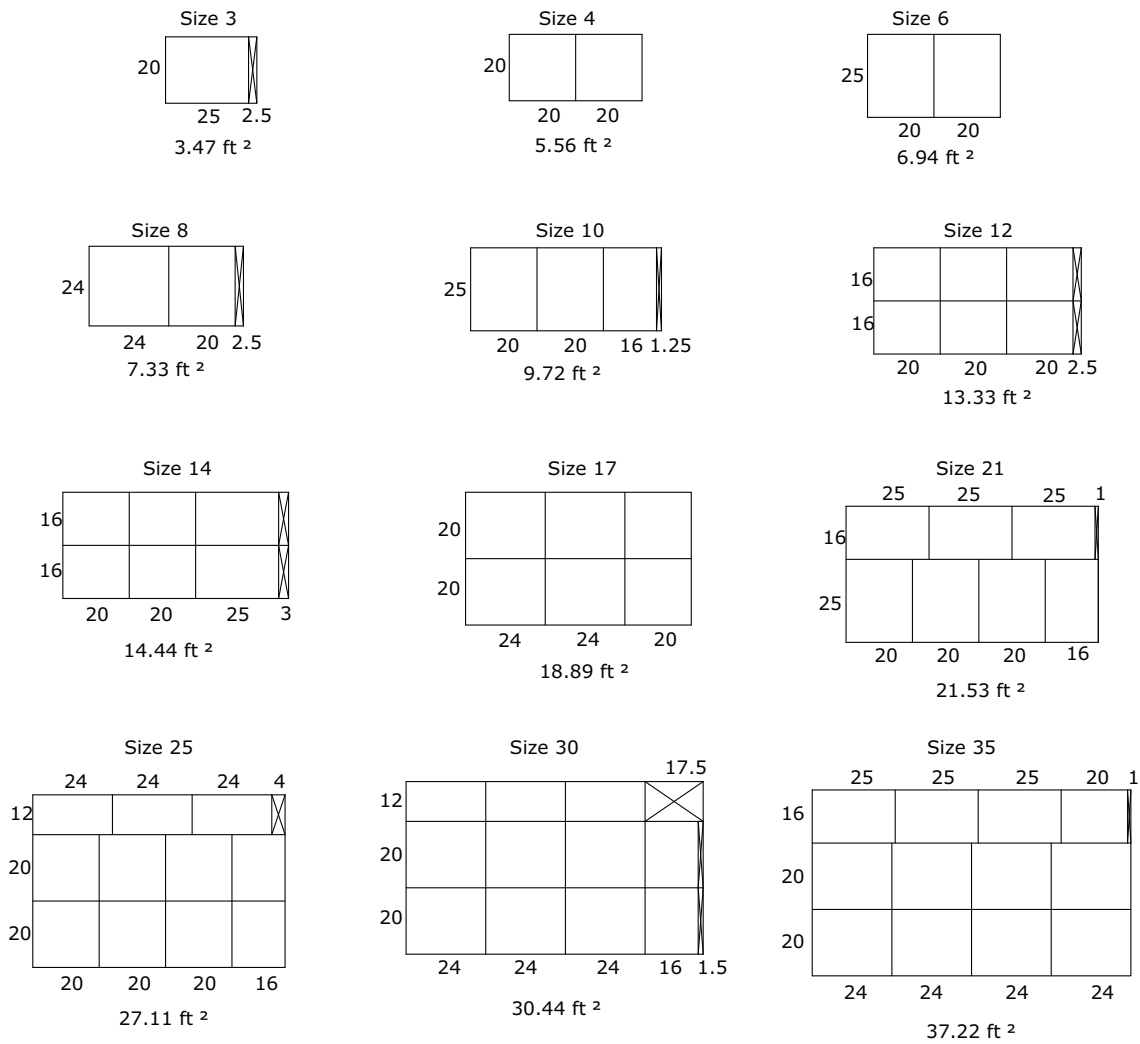 Size 3
20
25 2.5
3.47 ft ²
Size 4
20
20 20
5.56 ft ²
Size 6
25
20 20
6.94 ft ²
Size 8
24
24 20 2.5
7.33 ft ²
Size 10
25
20 20 16 1.25
9.72 ft ²
Size 12
16
16
20 20 20 2.5
13.33 ft ²
Size 14
16
16
20 20 25 3
14.44 ft ²
Size 17
20
20
24 24 20
18.89 ft ²
Size 21
25 25 25 1
16
25
20 20 20 16
21.53 ft ²
Size 25
24 24 24 4
12
20
20
20 20 20 16
27.11 ft ²
Size 30
17.5
12
20
20
24 24 24 16 1.5
30.44 ft ²
Size 35
25 25 25 20 1
16
20
20
24 24 24 24
37.22 ft ²